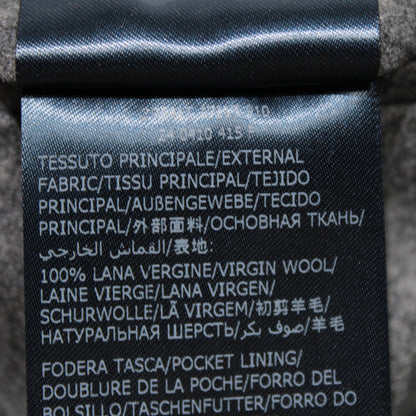 24 0410 415
TESSUTO PRINCIPALE/EXTERNAL
FABRIC/TISSU PRINCIPAL/TEJIDO
PRINCIPAL/AUßENGEWEBE/TECIDO
PRINCIPAL/外部面料/ОСНОВНАЯ ТКАНЬ/
القماش الخارجي/表地:
100% LANA VERGINE/VIRGIN WOOL/
LAINE VIERGE/LANA VIRGEN/
SCHURWOLLE/LÃ VIRGEM/初剪羊毛/
НАТУРАЛЬНАЯ ШЕРСТЬ/صوف بكر/羊毛
FODERA TASCA/POCKET LINING/
DOUBLURE DE LA POCHE/FORRO DEL
BOLSILLO/TASCHENFUTTER/FORRO DO